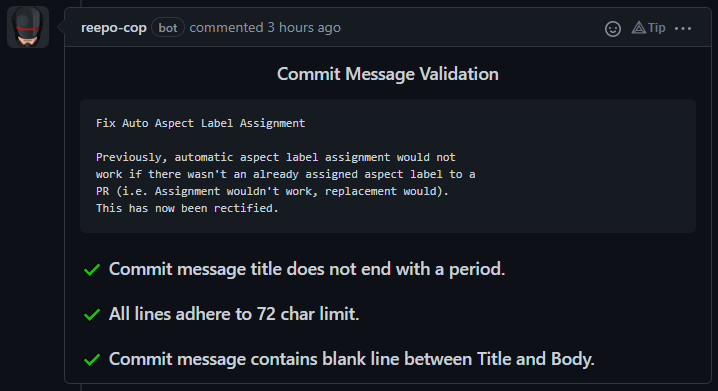 reepo-cop bot commented 3 hours ago Tip
Commit Message Validation
Fix Auto Aspect Label Assignment
Previously, automatic aspect label assignment would not
work if there wasn't an already assigned aspect label to a
PR (i.e. Assignment wouldn't work, replacement would).
This has now been rectified.
Commit message title does not end with a period.
All lines adhere to 72 char limit.
Commit message contains blank line between Title and Body.